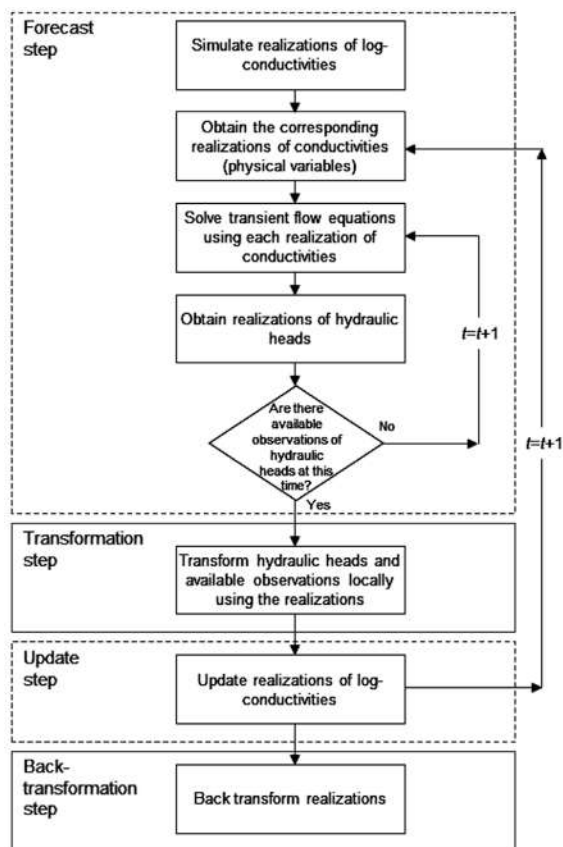 Forecast
step
Simulate realizations of log-
conductivities
Obtain the corresponding
realizations of conductivities
(physical variables)
Solve transient flow equations
using each realization of
conductivities
Obtain realizations of hydraulic
heads
t=t+1
Are there
available
observations of
hydraulic
heads at this
time?
No
t=t+1
Yes
Transformation
step
Transform hydraulic heads and
available observations locally
using the realizations
Update
step
Update realizations of log-
conductivities
Back-
transformation
step
Back transform realizations